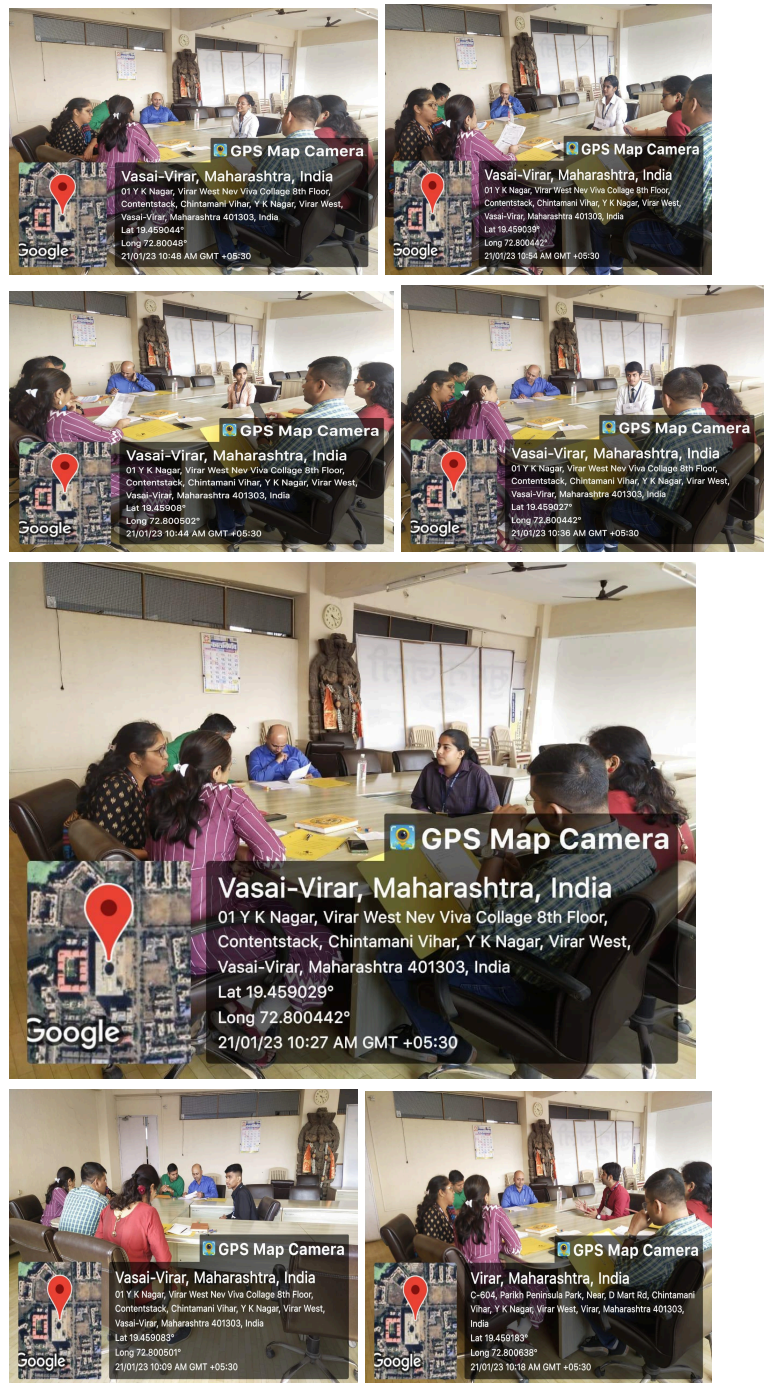 GPS Map Camera
Vasai-Virar, Maharashtra, India
01 Y K Nagar, Virar West Nev Viva Collage 8th Floor,
Contentstack, Chintamani Vihar, Y K Nagar, Virar West,
Vasai-Virar, Maharashtra 401303, India
Lat 19.459044°
Long 72.80048°
21/01/23 10:48 AM GMT +05:30
Google
GPS Map Camera
Vasai-Virar, Maharashtra, India
01 Y K Nagar, Virar West Nev Viva Collage 8th Floor,
Contentstack, Chintamani Vihar, Y K Nagar, Virar West,
Vasai-Virar, Maharashtra 401303, India
Lat 19.459039°
Long 72.800442°
21/01/23 10:54 AM GMT +05:30
Google
GPS Map Camera
Vasai-Virar, Maharashtra, India
01 Y K Nagar, Virar West Nev Viva Collage 8th Floor,
Contentstack, Chintamani Vihar, Y K Nagar, Virar West,
Vasai-Virar, Maharashtra 401303, India
Lat 19.45908°
Long 72.800502°
21/01/23 10:44 AM GMT +05:30
Google
GPS Map Camera
Vasai-Virar, Maharashtra, India
01 Y K Nagar, Virar West Nev Viva Collage 8th Floor,
Contentstack, Chintamani Vihar, Y K Nagar, Virar West,
Vasai-Virar, Maharashtra 401303, India
Lat 19.459027°
Long 72.800442°
21/01/23 10:36 AM GMT +05:30
Google
GPS Map Camera
Vasai-Virar, Maharashtra, India
01 Y K Nagar, Virar West Nev Viva Collage 8th Floor,
Contentstack, Chintamani Vihar, Y K Nagar, Virar West,
Vasai-Virar, Maharashtra 401303, India
Lat 19.459029°
Long 72.800442°
21/01/23 10:27 AM GMT +05:30
Google
GPS Map Camera
Vasai-Virar, Maharashtra, India
01 Y K Nagar, Virar West Nev Viva Collage 8th Floor,
Contentstack, Chintamani Vihar, Y K Nagar, Virar West,
Vasai-Virar, Maharashtra 401303, India
Lat 19.459083°
Long 72.800501°
21/01/23 10:09 AM GMT +05:30
Google
GPS Map Camera
Virar, Maharashtra, India
C-604, Parikh Peninsula Park, Near, D Mart Rd, Chintamani
Vihar, Y K Nagar, Virar West, Virar, Maharashtra 401303,
India
Lat 19.459183°
Long 72.800638°
21/01/23 10:18 AM GMT +05:30
Google